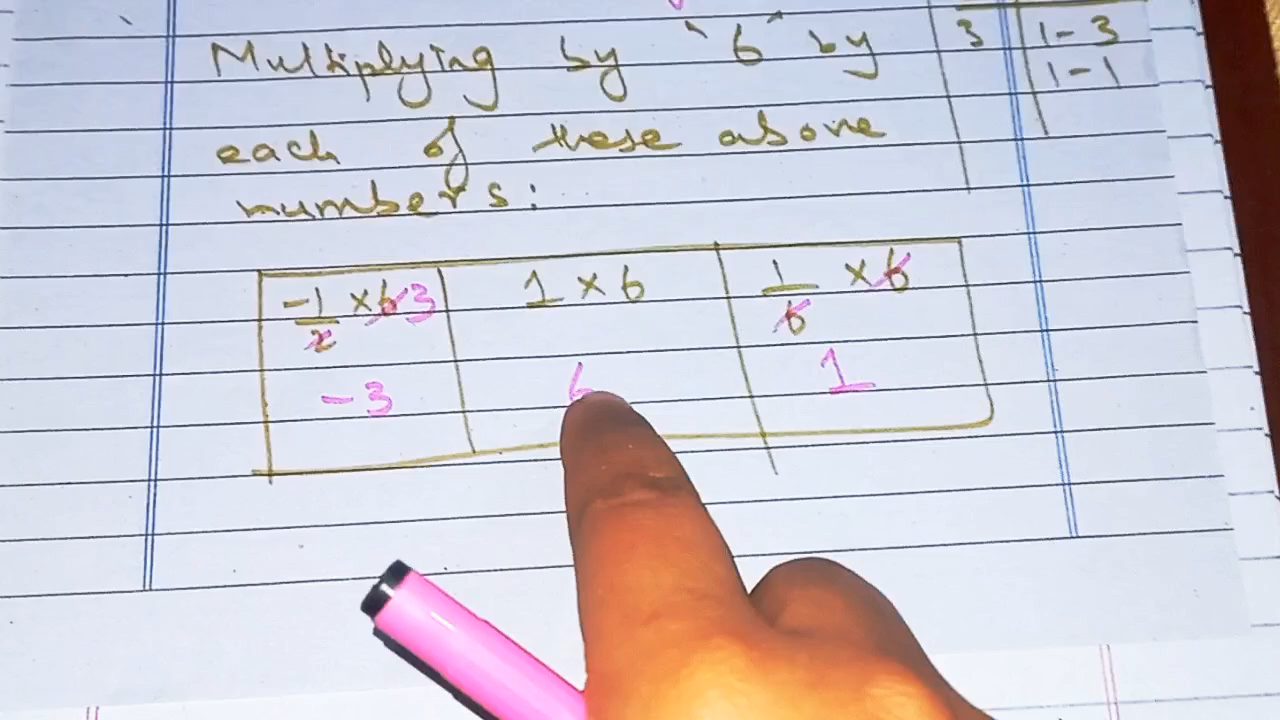 Multiplying by '6' by
each of these above
numbers:
3 | 1 - 3
1 - 1
-1/2 × 6 3 | 1 × 6 | 1/6 × 6
-3 | 6 | 1